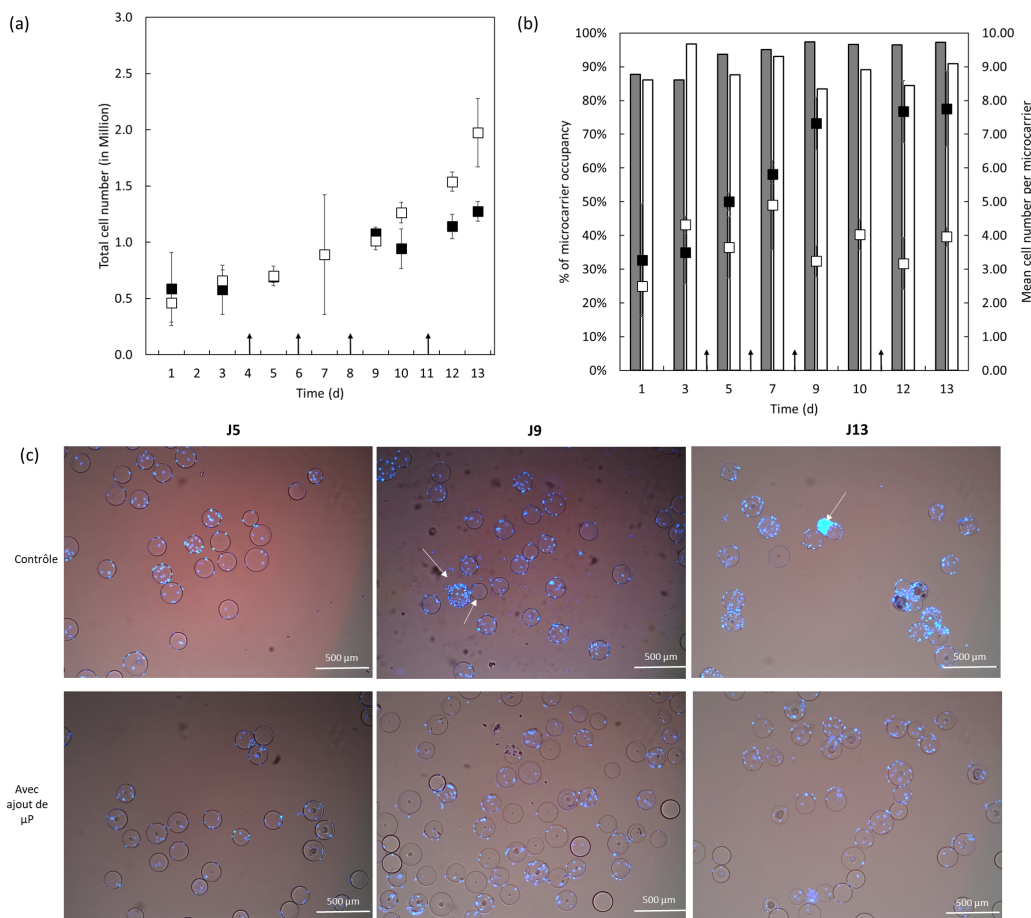 (a)
Total cell number (in Million)
3.0
2.5
2.0
1.5
1.0
0.5
0.0
1 2 3 4 5 6 7 8 9 10 11 12 13
Time (d)
(b)
% of microcarrier occupancy
100%
90%
80%
70%
60%
50%
40%
30%
20%
10%
0%
10.00
9.00
8.00
7.00
6.00
5.00
4.00
3.00
2.00
1.00
0.00
Mean cell number per microcarrier
1 3 5 7 9 10 12 13
Time (d)
(c)
J5 J9 J13
Contrôle
500 µm
500 µm
500 µm
Avec
ajout de
µP
500 µm
500 µm
500 µm